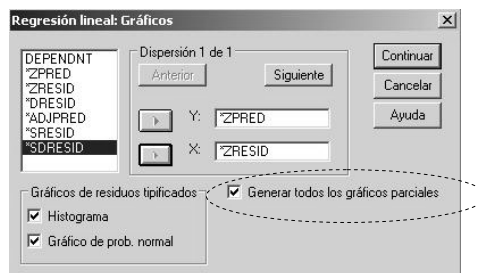 Regresión lineal: Gráficos
DEPENDNT
*ZPRED
*ZRESID
*DRESID
*ADJPRED
*SRESID
*SDRESID
Dispersión 1 de 1
Anterior
Siguiente
Y: *ZPRED
X: *ZRESID
Continuar
Cancelar
Ayuda
Gráficos de residuos tipificados
Histograma
Gráfico de prob. normal
Generar todos los gráficos parciales